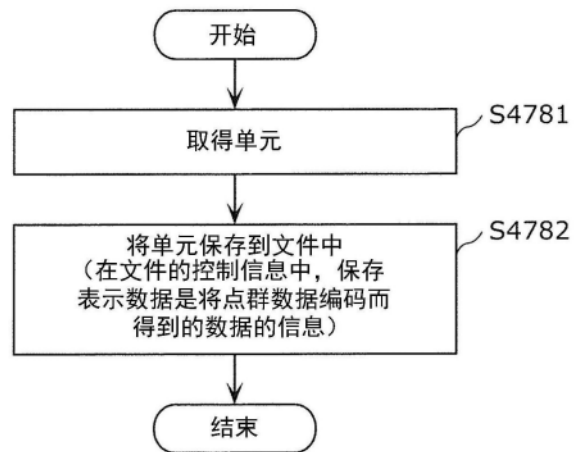 开始
取得单元
S4781
将单元保存到文件中
（在文件的控制信息中，保存
表示数据是将点群数据编码而
得到的数据的信息）
S4782
结束